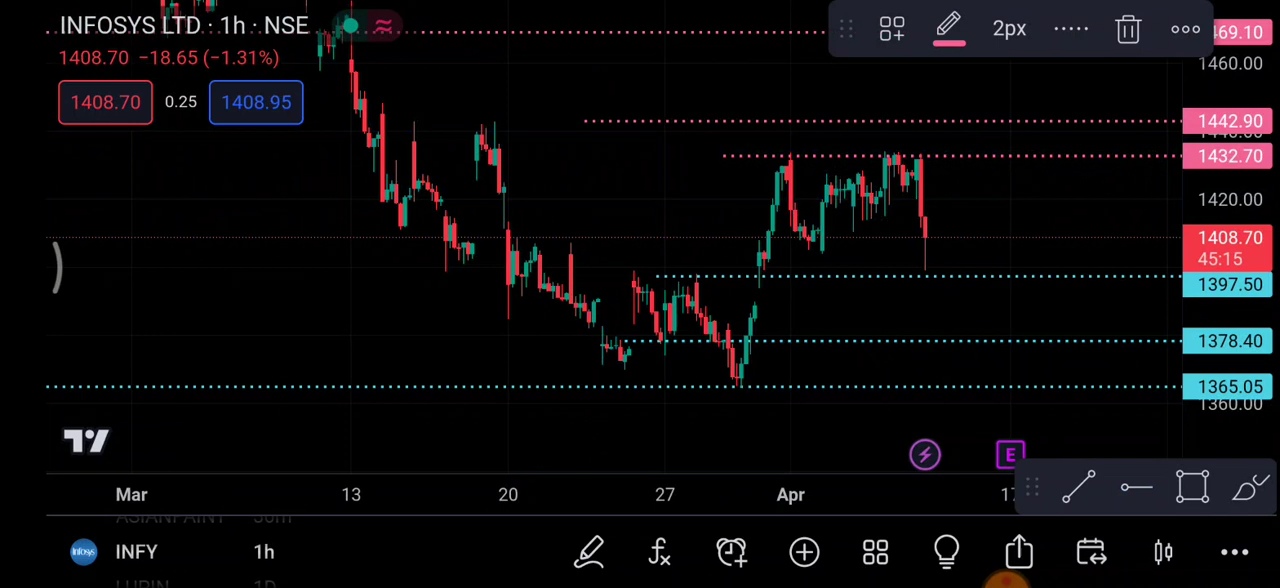 INFOSYS LTD · 1h · NSE
1408.70 −18.65 (−1.31%)
1408.70 0.25 1408.95
2px
1460.00
1442.90
1432.70
1420.00
1408.70
45:15
1397.50
1378.40
1365.05
1360.00
E
Mar 13 20 27 Apr
Infosys INFY 1h